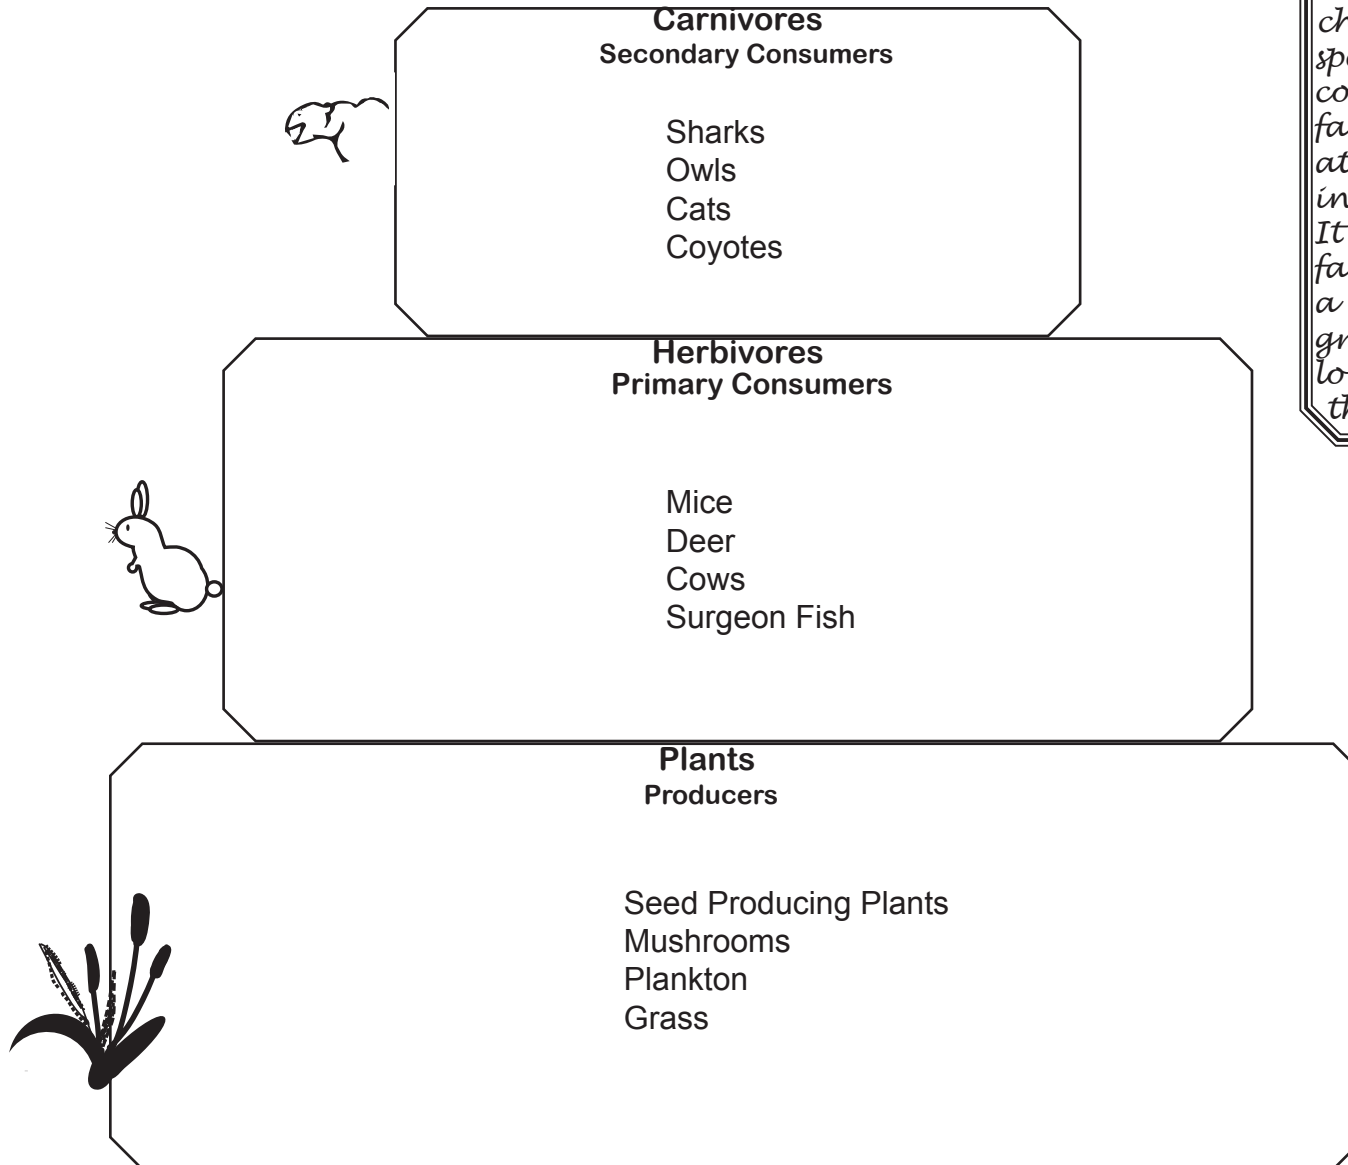 Carnivores
Secondary Consumers
Sharks
Owls
Cats
Coyotes
Herbivores
Primary Consumers
Mice
Deer
Cows
Surgeon Fish
Plants
Producers
Seed Producing Plants
Mushrooms
Plankton
Grass
It
a